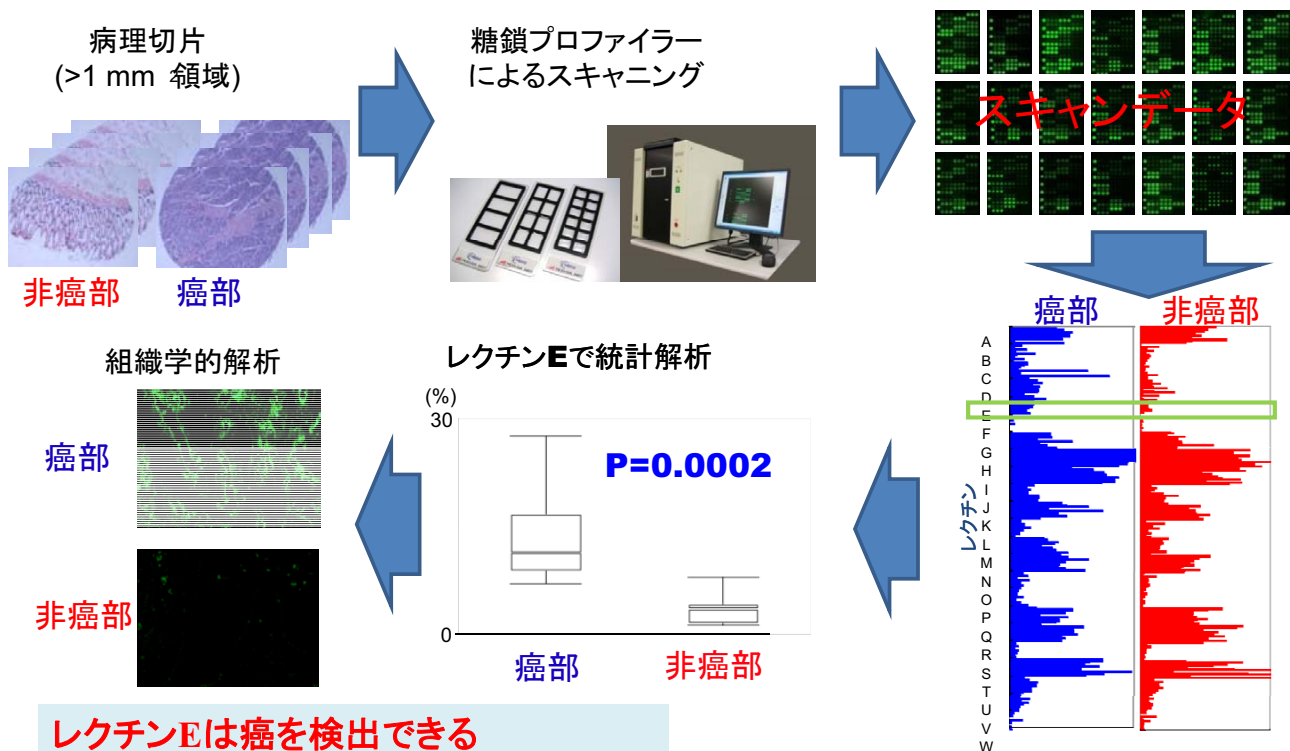 病理切片
(>1 mm 領域)
非癌部
癌部
糖鎖プロファイラー
によるスキャニング
スキャンデータ
癌部
非癌部
レクチン
A
B
C
D
E
F
G
H
I
J
K
L
M
N
O
P
Q
R
S
T
U
V
W
レクチンEで統計解析
(%)
30
0
P=0.0002
癌部
非癌部
組織学的解析
癌部
非癌部
レクチンEは癌を検出できる